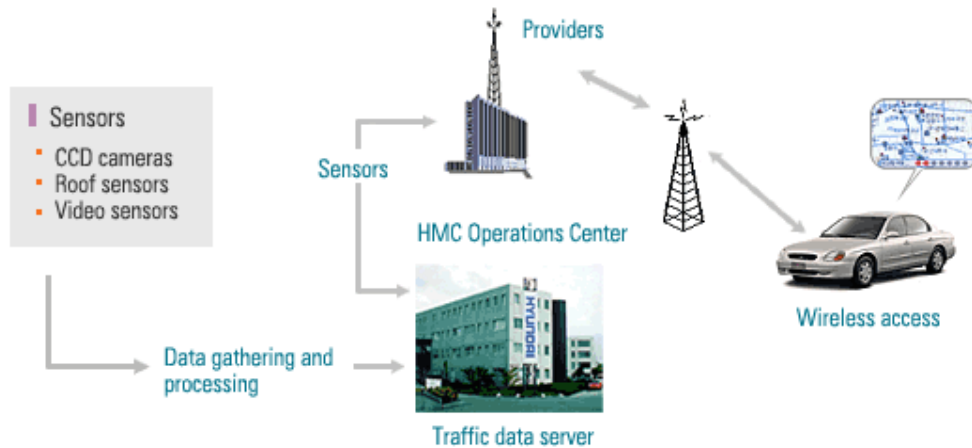 Providers
Sensors
CCD cameras
Roof sensors
Video sensors
Sensors
HMC Operations Center
HYUNDAI
Wireless access
Data gathering and
processing
Traffic data server